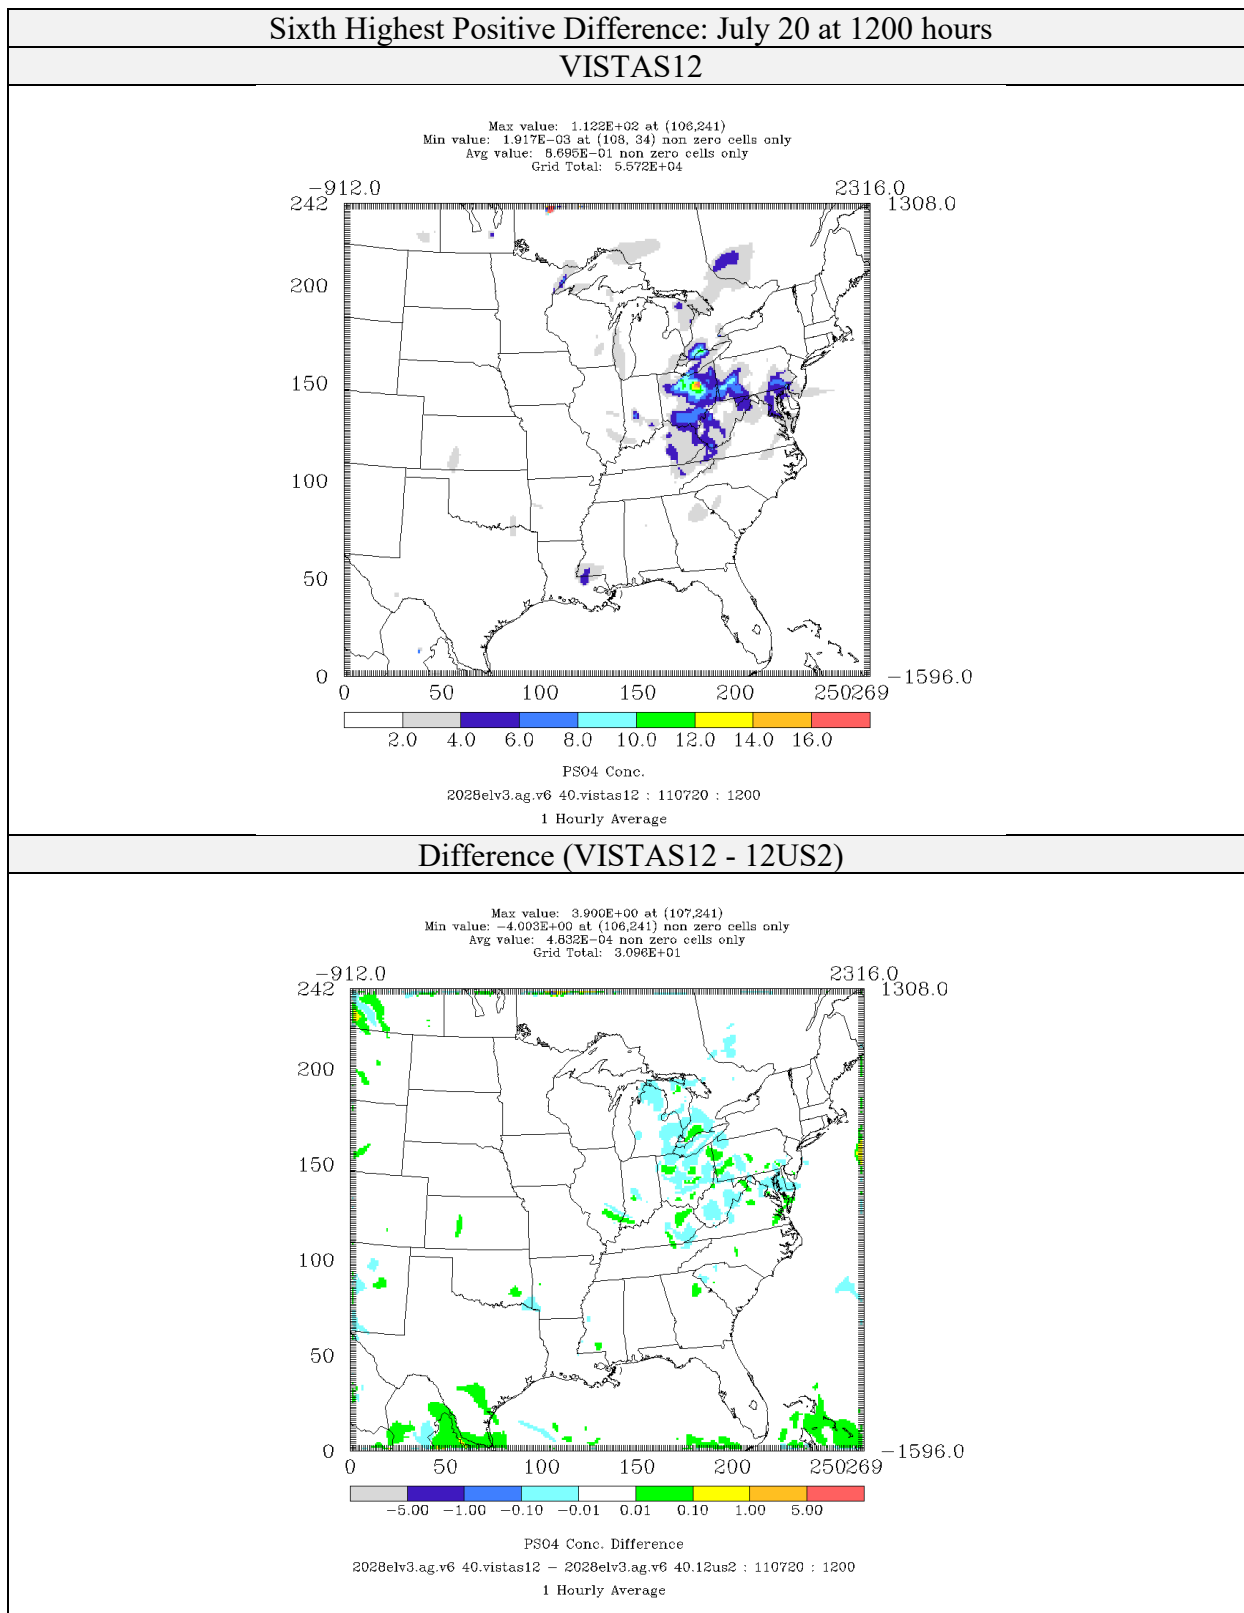 Sixth Highest Positive Difference: July 20 at 1200 hours
VISTAS12
Max value: 1.122E+02 at (106,241)
Min value: 1.917E-03 at (108, 34) non zero cells only
Avg value: 8.695E-01 non zero cells only
Grid Total: 5.572E+04
-912.0 2316.0
242 1308.0
200
150
100
50
0 -1596.0
0 50 100 150 200 250269
2.0 4.0 6.0 8.0 10.0 12.0 14.0 16.0
PSO4 Conc.
2028elv3.ag.v6 40.vistas12 : 110720 : 1200
1 Hourly Average
Difference (VISTAS12 - 12US2)
Max value: 3.900E+00 at (107,241)
Min value: -4.003E+00 at (106,241) non zero cells only
Avg value: 4.832E-04 non zero cells only
Grid Total: 3.096E+01
-912.0 2316.0
242 1308.0
200
150
100
50
0 -1596.0
0 50 100 150 200 250269
-5.00 -1.00 -0.10 -0.01 0.01 0.10 1.00 5.00
PSO4 Conc. Difference
2028elv3.ag.v6 40.vistas12 - 2028elv3.ag.v6 40.12us2 : 110720 : 1200
1 Hourly Average